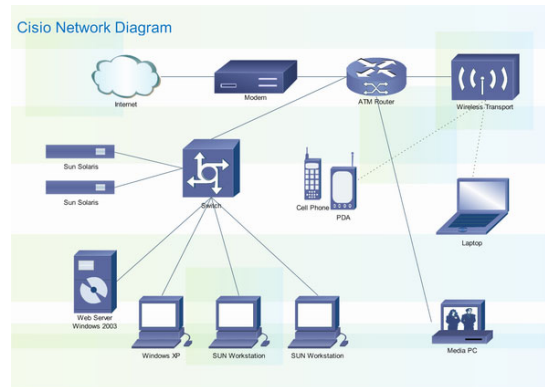 Cisio Network Diagram
Internet
Modem
ATM Router
Wireless Transport
Sun Solaris
Sun Solaris
Switch
Cell Phone
PDA
Laptop
Web Server
Windows 2003
Windows XP
SUN Workstation
SUN Workstation
Media PC